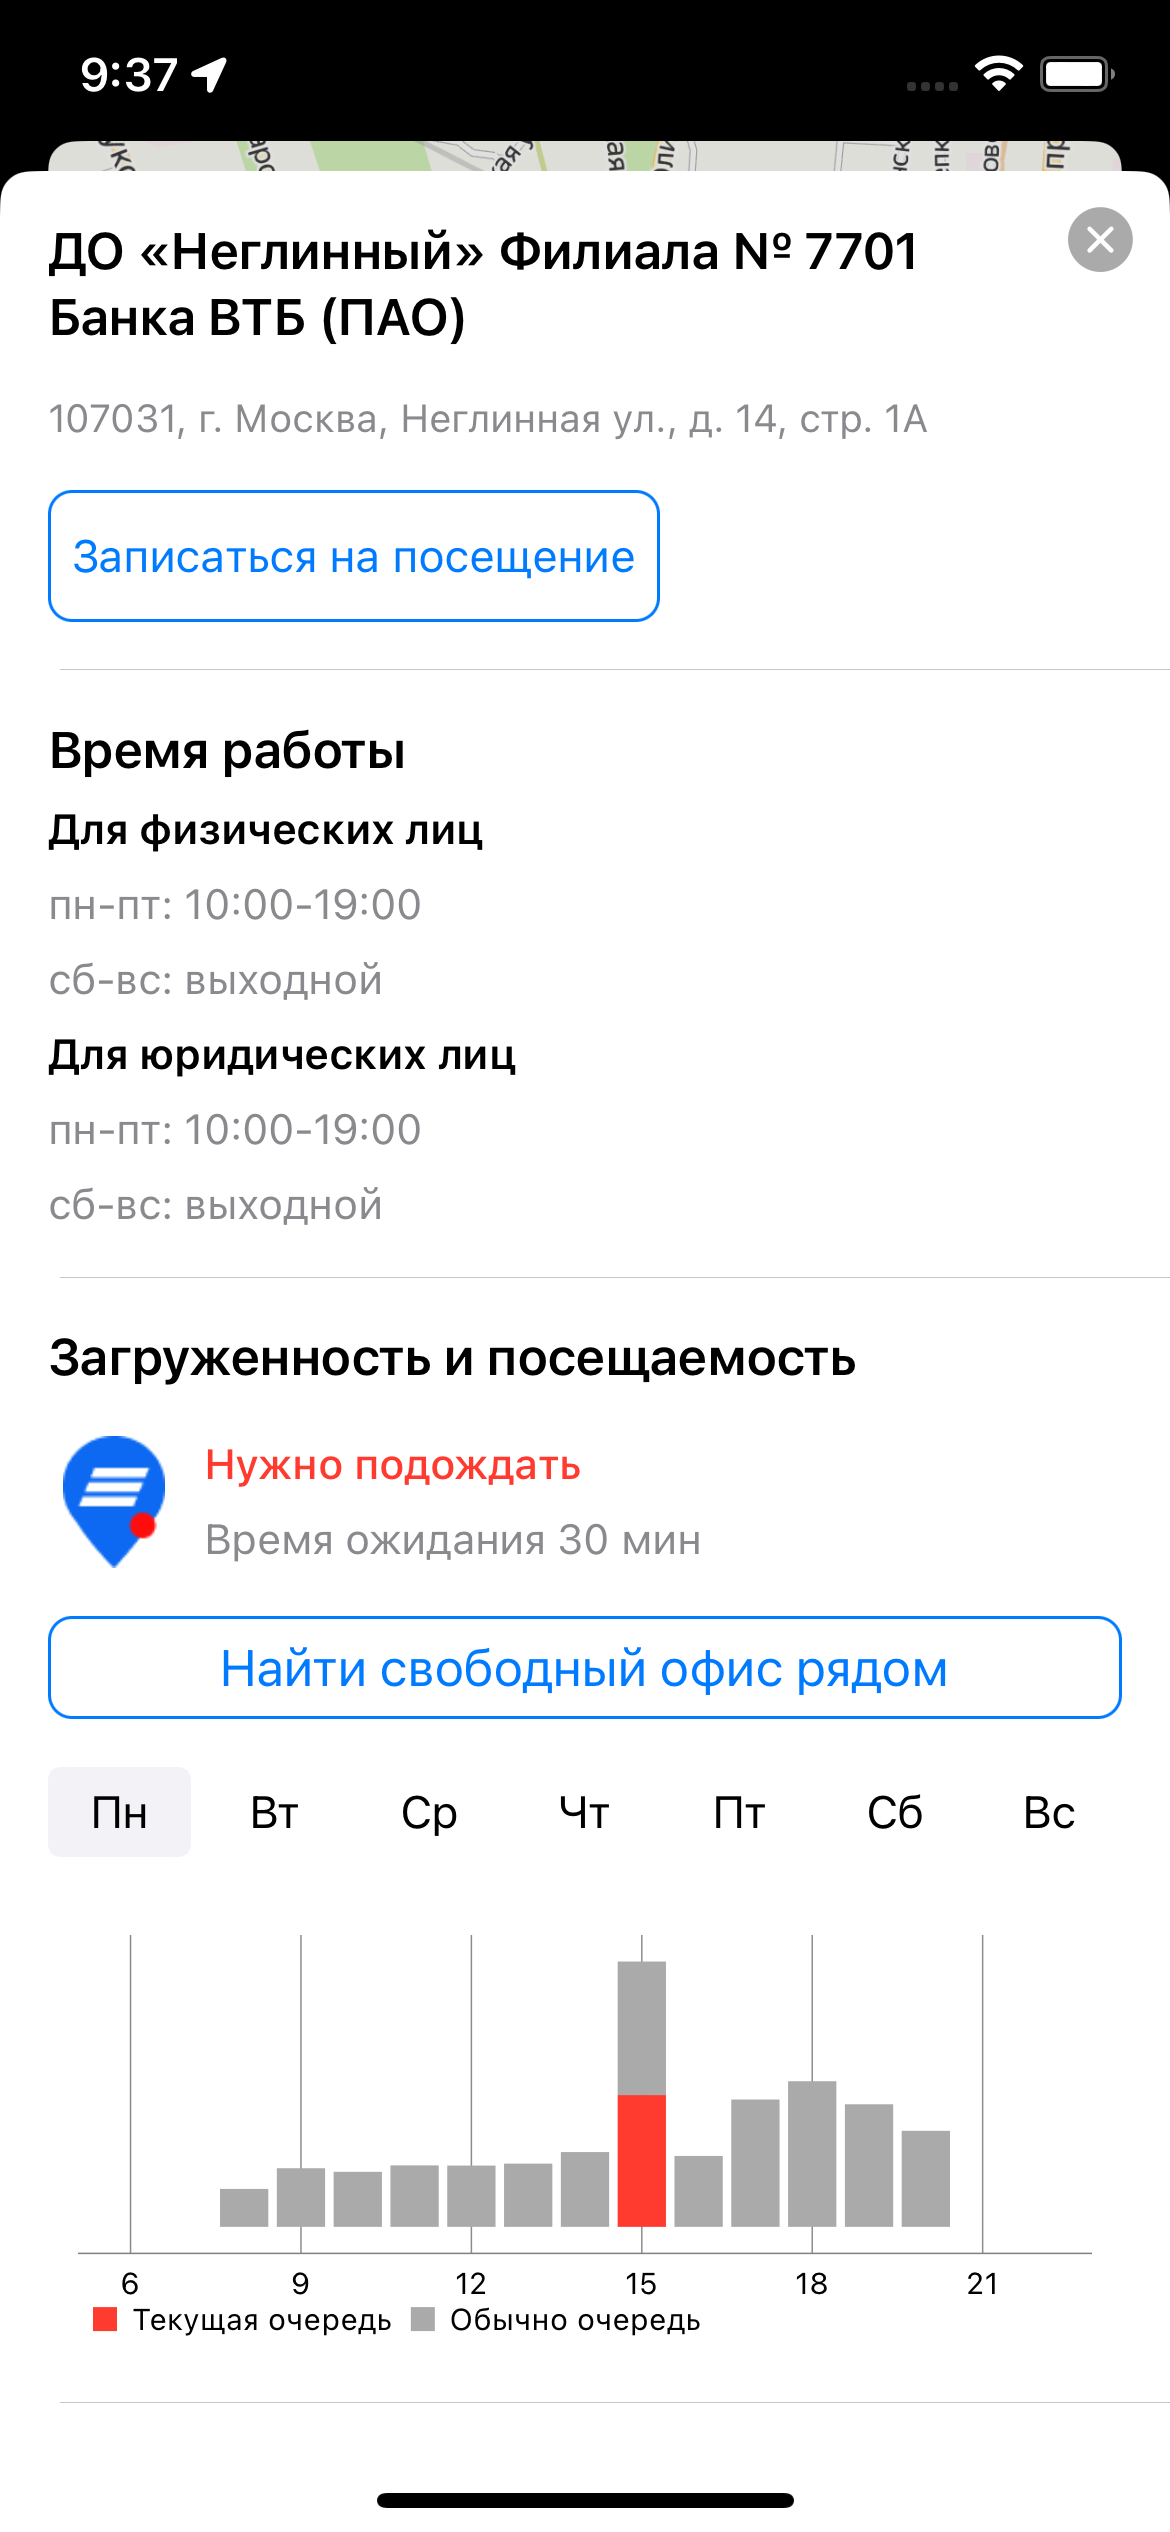 9:37
ДО «Неглинный» Филиала № 7701
Банка ВТБ (ПАО)
107031, г. Москва, Неглинная ул., д. 14, стр. 1А
Записаться на посещение
Время работы
Для физических лиц
пн-пт: 10:00-19:00
сб-вс: выходной
Для юридических лиц
пн-пт: 10:00-19:00
сб-вс: выходной
Загруженность и посещаемость
Нужно подождать
Время ожидания 30 мин
Найти свободный офис рядом
Пн Вт Ср Чт Пт Сб Вс
6 9 12 15 18 21
Текущая очередь Обычно очередь